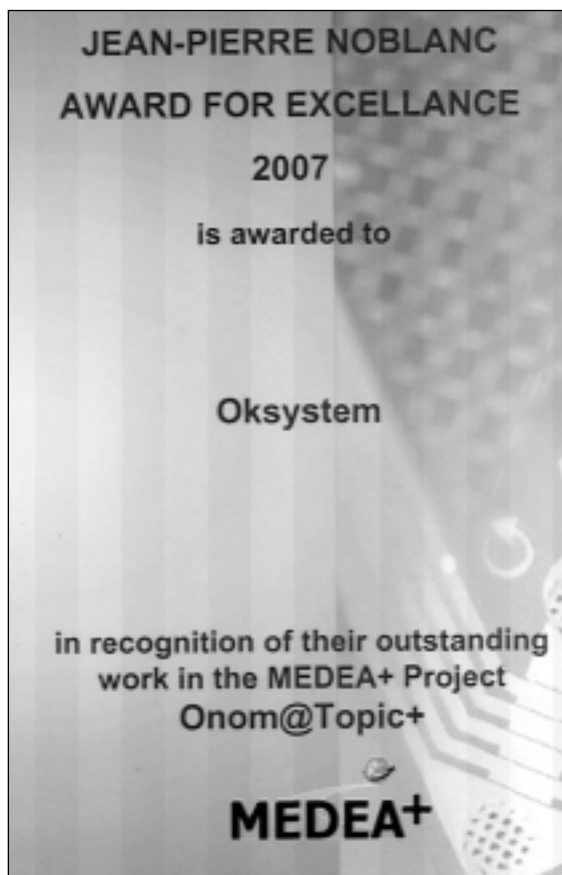 JEAN-PIERRE NOBLANC
AWARD FOR EXCELLANCE
2007
is awarded to
Oksystem
in recognition of their outstanding
work in the MEDEA+ Project
Onom@Topic+
MEDEA+